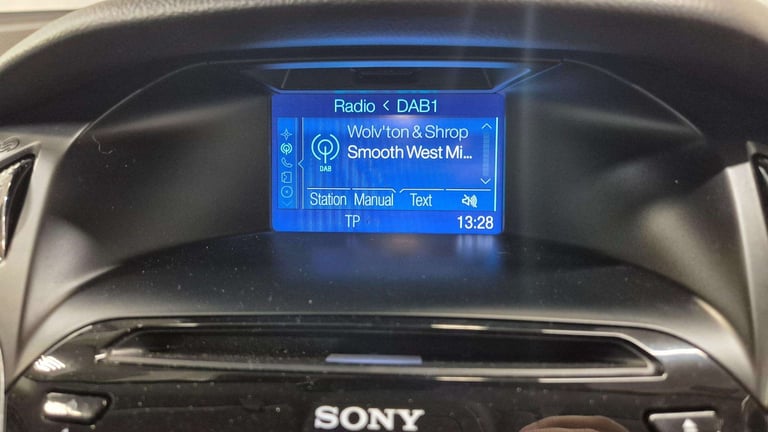 Radio < DAB1
Wolv'ton & Shrop
Smooth West Mi...
DAB
Station Manual Text
TP 13:28
SONY